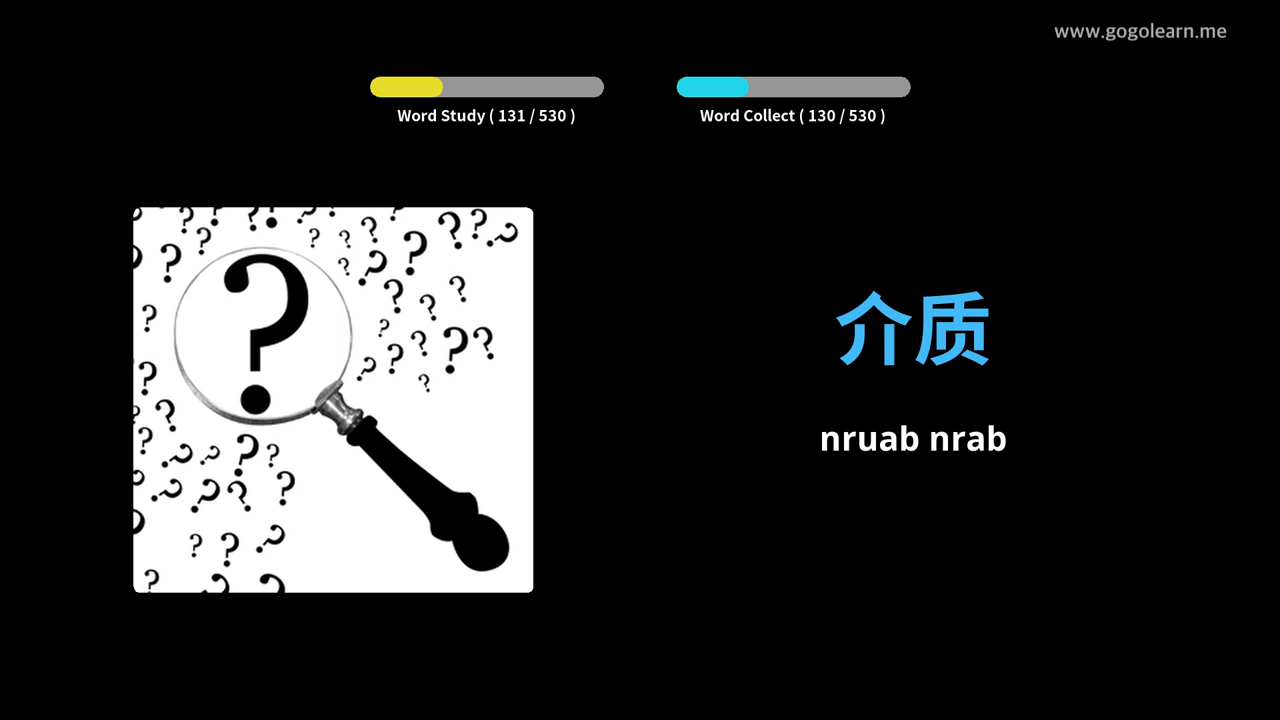 www.gogolearn.me
Word Study ( 131 / 530 )
Word Collect ( 130 / 530 )
介质
nruab nrab